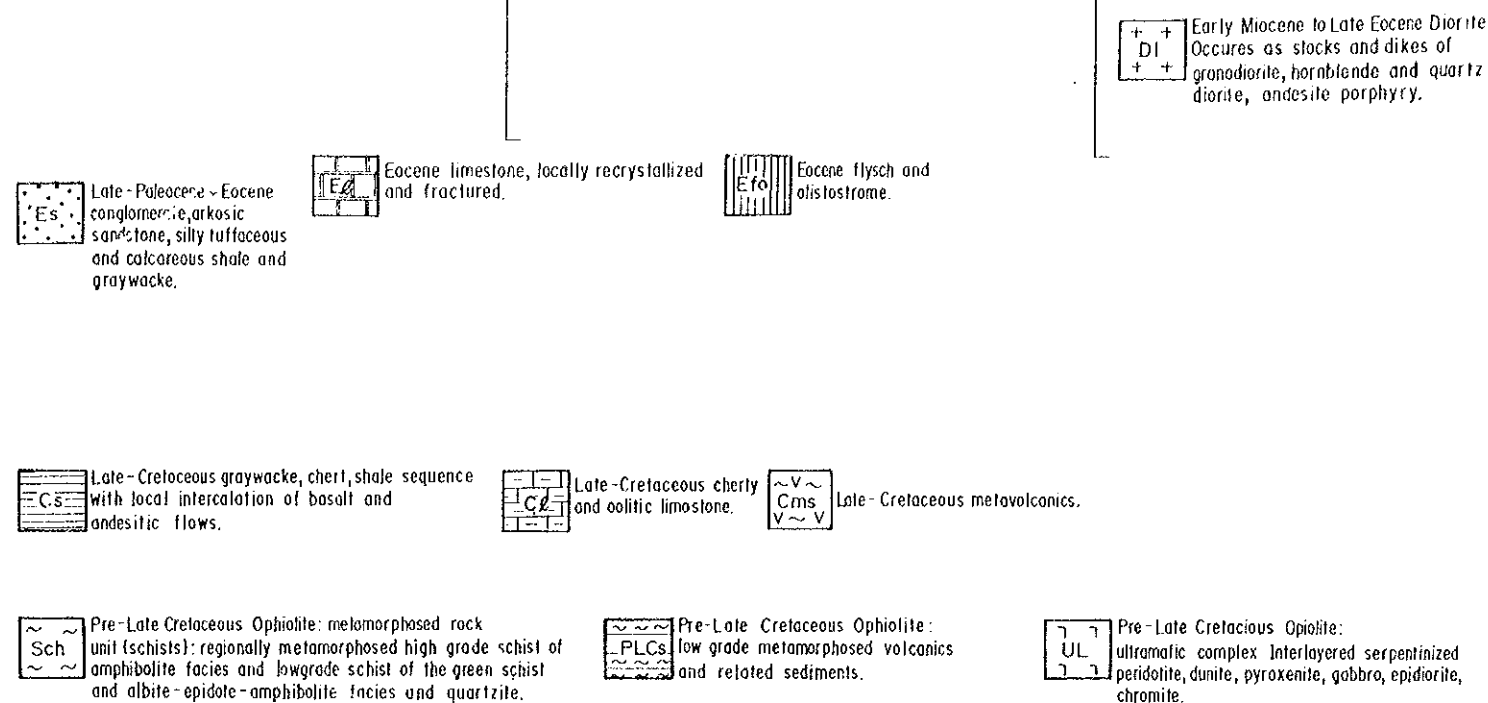 DI
Early Miocene to Late Eocene Diorite
Occures as stocks and dikes of
granodiorite, hornblende and quartz
diorite, andesite porphyry.
Es
Late-Paleocene-Eocene
conglomerate, arkosic
sandstone, silty tuffaceous
and calcareous shale and
graywacke.
El
Eocene limestone, locally recrystallized
and fractured.
Efo
Eocene flysch and
olistostrome.
Cs
Late-Cretaceous graywacke, chert, shale sequence
with local intercalation of basalt and
andesitic flows.
Cl
Late-Cretaceous cherty
and oolitic limestone.
~V~
Cms
V~V
Late-Cretaceous metavolcanics.
Sch
Pre-Late Cretaceous Ophiolite: metamorphosed rock
unit (schists): regionally metamorphosed high grade schist of
amphibolite facies and lowgrade schist of the green schist
and albite-epidote-amphibolite facies and quartzite.
PLCs
Pre-Late Cretaceous Ophiolite:
low grade metamorphosed volcanics
and related sediments.
UL
Pre-Late Cretacious Opiolite:
ultramafic complex Interlayered serpentinized
peridotite, dunite, pyroxenite, gabbro, epidiorite,
chromite.